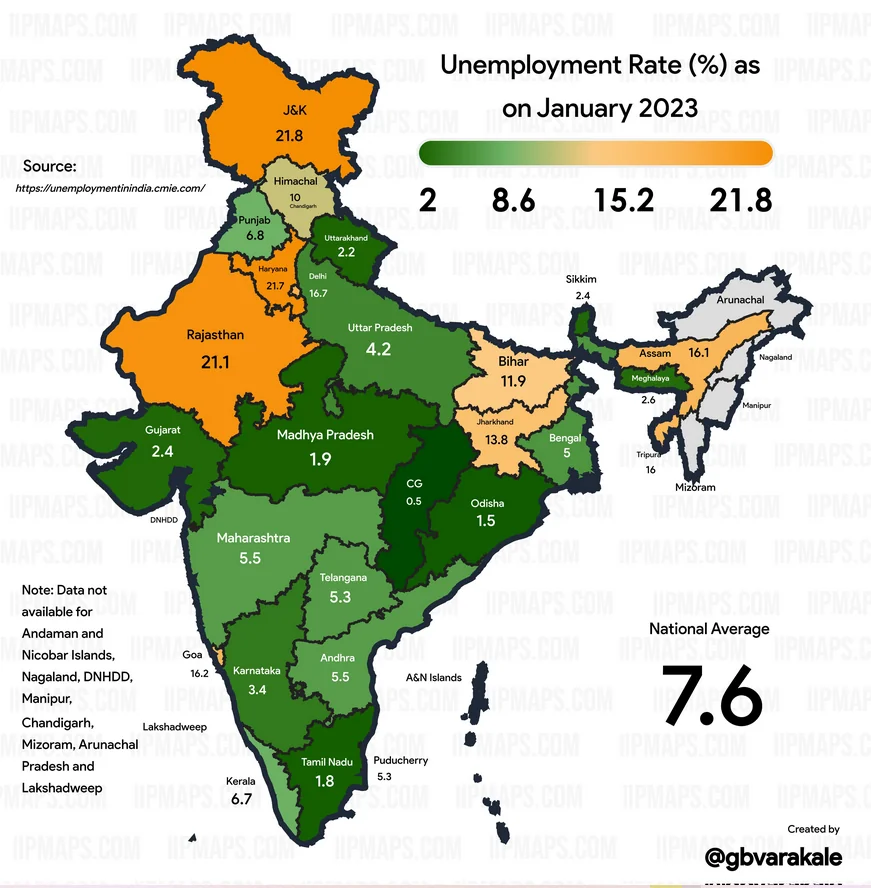 Unemployment Rate (%) as
on January 2023
2 8.6 15.2 21.8
Source:
https://unemploymentinindia.cmie.com/
J&K
21.8
Himachal
10
Chandigarh
Punjab
6.8
Uttarakhand
2.2
Haryana
21.7
Delhi
16.7
Rajasthan
21.1
Uttar Pradesh
4.2
Bihar
11.9
Sikkim
2.4
Arunachal
Assam 16.1
Nagaland
Meghalaya
2.6
Manipur
Tripura
16
Mizoram
Jharkhand
13.8
Bengal
5
Gujarat
2.4
Madhya Pradesh
1.9
CG
0.5
Odisha
1.5
DNHDD
Maharashtra
5.5
Telangana
5.3
Goa
16.2
Karnataka
3.4
Andhra
5.5
A&N Islands
Lakshadweep
Kerala
6.7
Tamil Nadu
1.8
Puducherry
5.3
Note: Data not
available for
Andaman and
Nicobar Islands,
Nagaland, DNHDD,
Manipur,
Chandigarh,
Mizoram, Arunachal
Pradesh and
Lakshadweep
National Average
7.6
Created by
@gbvarakale
IIPMAPS.COM